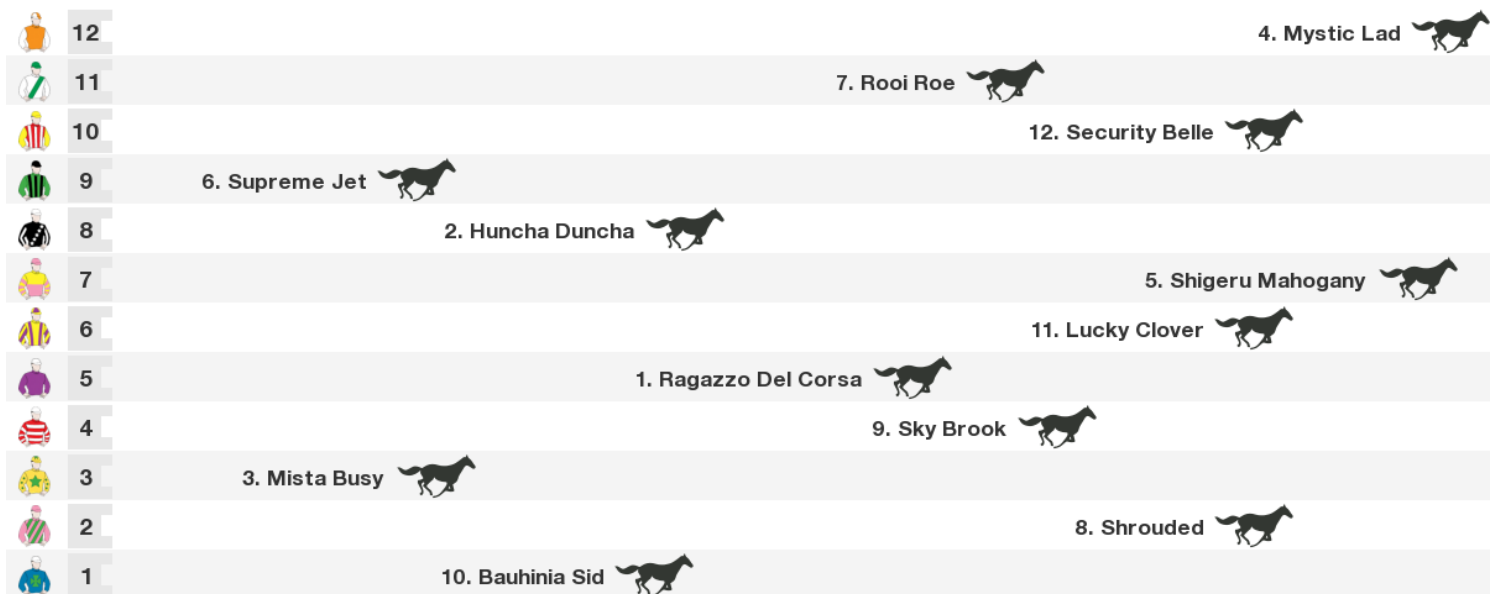 12 4. Mystic Lad
11 7. Rooi Roe
10 12. Security Belle
9 6. Supreme Jet
8 2. Huncha Duncha
7 5. Shigeru Mahogany
6 11. Lucky Clover
5 1. Ragazzo Del Corsa
4 9. Sky Brook
3 3. Mista Busy
2 8. Shrouded
1 10. Bauhinia Sid